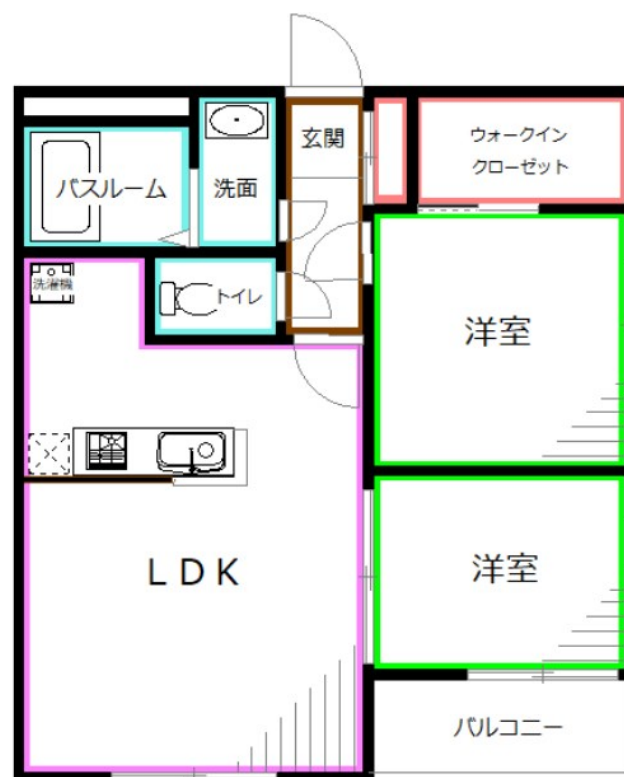 玄関
ウォークイン
クローゼット
バスルーム
洗面
洗濯機
トイレ
洋室
LDK
洋室
バルコニー